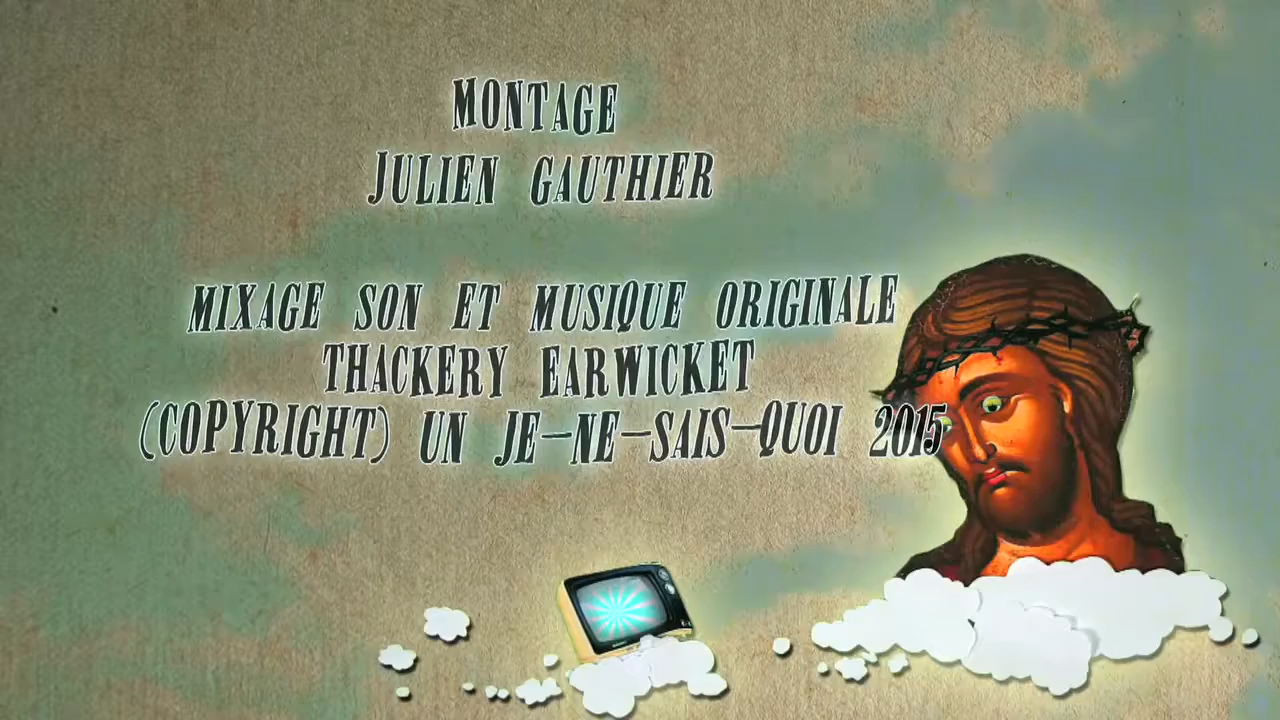 MONTAGE
JULIEN GAUTHIER
MIXAGE SON ET MUSIQUE ORIGINALE
THACKERY EARWICKET
(COPYRIGHT) UN JE-NE-SAIS-QUOI 2015